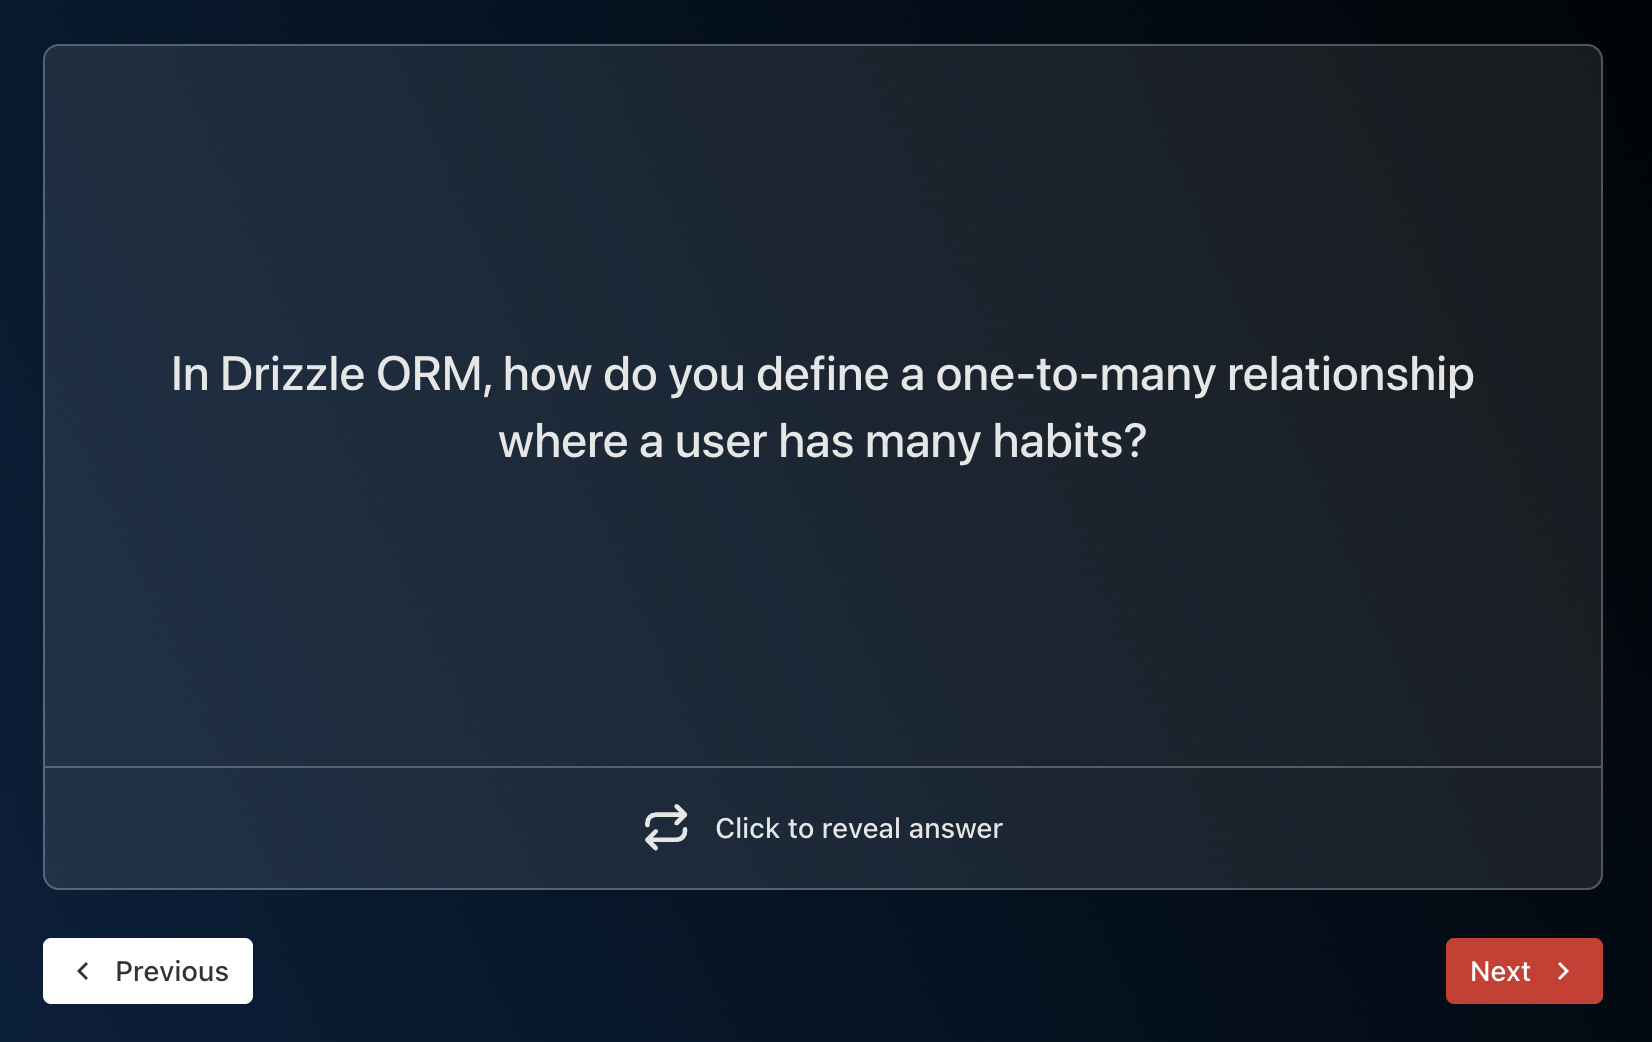 In Drizzle ORM, how do you define a one-to-many relationship
where a user has many habits?
Click to reveal answer
Previous
Next